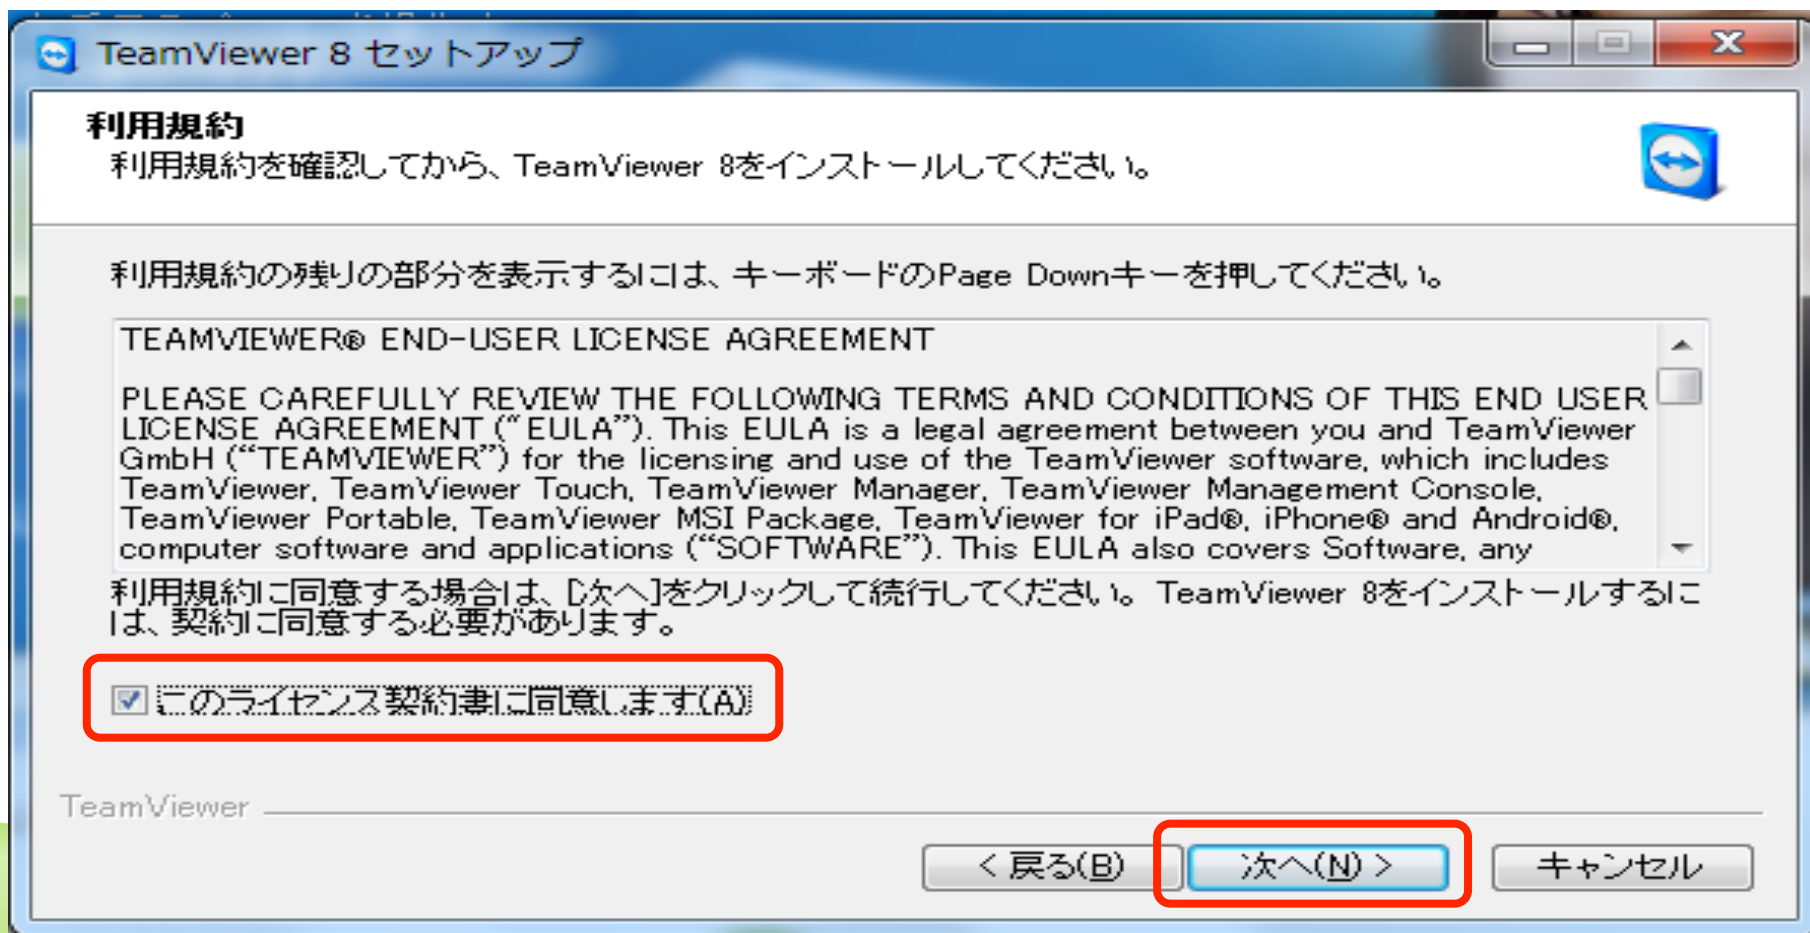 TeamViewer 8 セットアップ
利用規約
利用規約を確認してから、TeamViewer 8をインストールしてください。
利用規約の残りの部分を表示するには、キーボードのPage Downキーを押してください。
TEAMVIEWER® END-USER LICENSE AGREEMENT
PLEASE CAREFULLY REVIEW THE FOLLOWING TERMS AND CONDITIONS OF THIS END USER
LICENSE AGREEMENT (“EULA”). This EULA is a legal agreement between you and TeamViewer
GmbH (“TEAMVIEWER”) for the licensing and use of the TeamViewer software, which includes
TeamViewer, TeamViewer Touch, TeamViewer Manager, TeamViewer Management Console,
TeamViewer Portable, TeamViewer MSI Package, TeamViewer for iPad®, iPhone® and Android®,
computer software and applications (“SOFTWARE”). This EULA also covers Software, any
利用規約に同意する場合は、[次へ]をクリックして続行してください。 TeamViewer 8をインストールするに
は、契約に同意する必要があります。
このライセンス契約書に同意します(A)
TeamViewer
< 戻る(B)
次へ(N) >
キャンセル